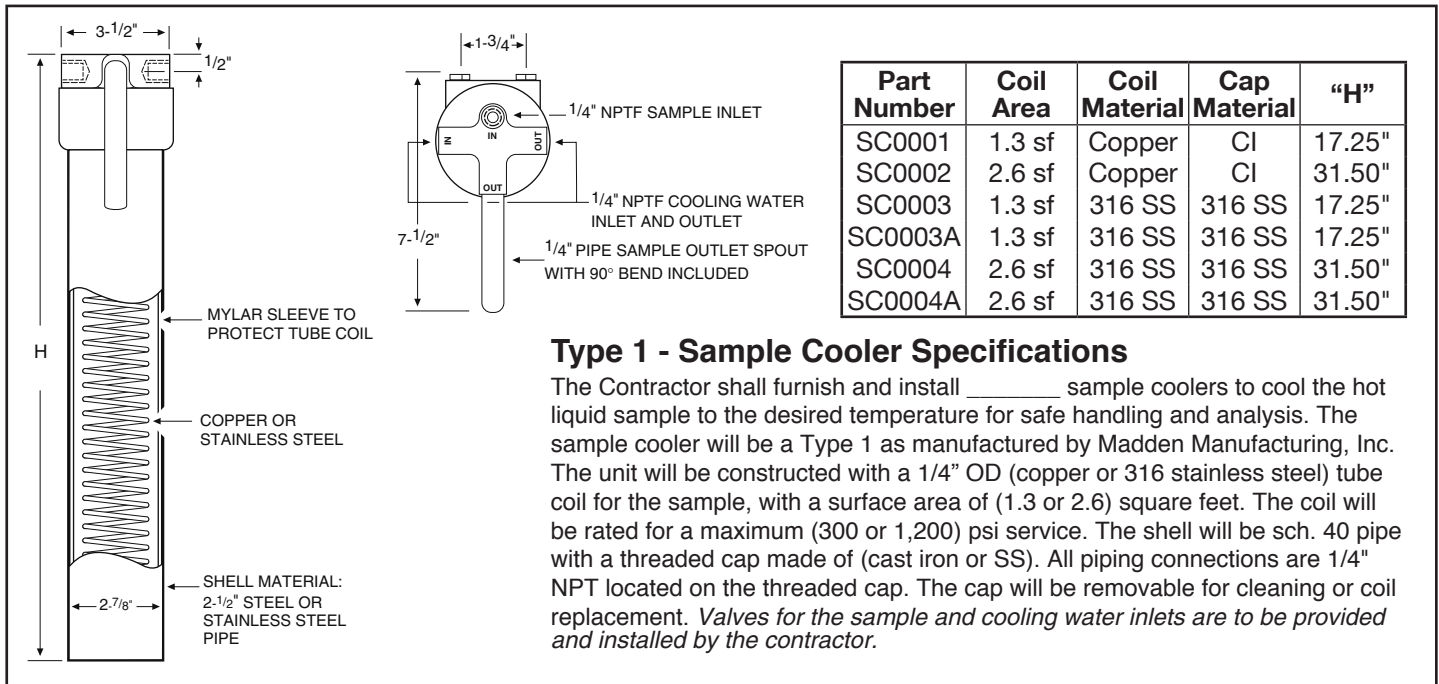 3-1/2"
1/2"
H
MYLAR SLEEVE TO
PROTECT TUBE COIL
COPPER OR
STAINLESS STEEL
2-7/8"
SHELL MATERIAL:
2-1/2" STEEL OR
STAINLESS STEEL
PIPE
1-3/4"
1/4" NPTF SAMPLE INLET
IN
IN
OUT
OUT
1/4" NPTF COOLING WATER
INLET AND OUTLET
7-1/2"
1/4" PIPE SAMPLE OUTLET SPOUT
WITH 90° BEND INCLUDED
Part Number Coil Area Coil Material Cap Material “H”
SC0001 1.3 sf Copper CI 17.25"
SC0002 2.6 sf Copper CI 31.50"
SC0003 1.3 sf 316 SS 316 SS 17.25"
SC0003A 1.3 sf 316 SS 316 SS 17.25"
SC0004 2.6 sf 316 SS 316 SS 31.50"
SC0004A 2.6 sf 316 SS 316 SS 31.50"
Type 1 - Sample Cooler Specifications
The Contractor shall furnish and install _______ sample coolers to cool the hot
liquid sample to the desired temperature for safe handling and analysis. The
sample cooler will be a Type 1 as manufactured by Madden Manufacturing, Inc.
The unit will be constructed with a 1/4” OD (copper or 316 stainless steel) tube
coil for the sample, with a surface area of (1.3 or 2.6) square feet. The coil will
be rated for a maximum (300 or 1,200) psi service. The shell will be sch. 40 pipe
with a threaded cap made of (cast iron or SS). All piping connections are 1/4"
NPT located on the threaded cap. The cap will be removable for cleaning or coil
replacement. Valves for the sample and cooling water inlets are to be provided
and installed by the contractor.